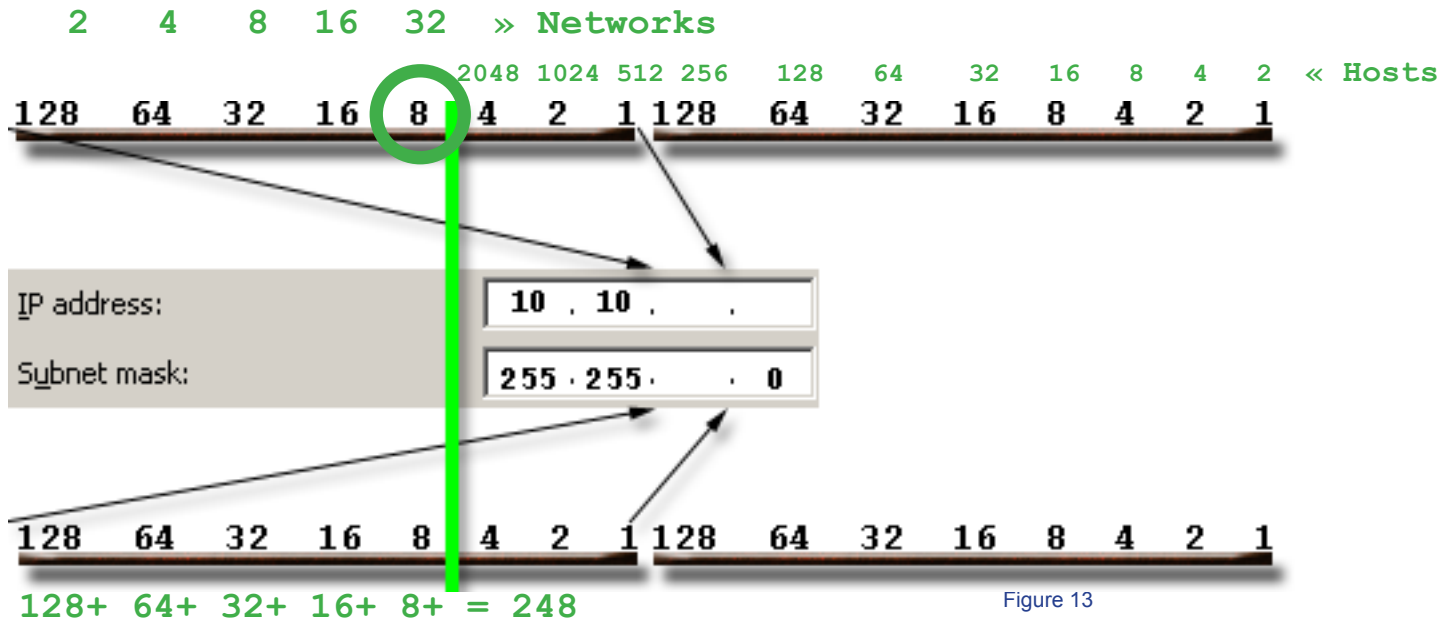 2 4 8 16 32 » Networks
2048 1024 512 256 128 64 32 16 8 4 2 « Hosts
128 64 32 16 8 4 2 1 128 64 32 16 8 4 2 1
IP address: 10 . 10 . .
Subnet mask: 255 . 255 . . 0
128 64 32 16 8 4 2 1 128 64 32 16 8 4 2 1
128+ 64+ 32+ 16+ 8+ = 248
Figure 13